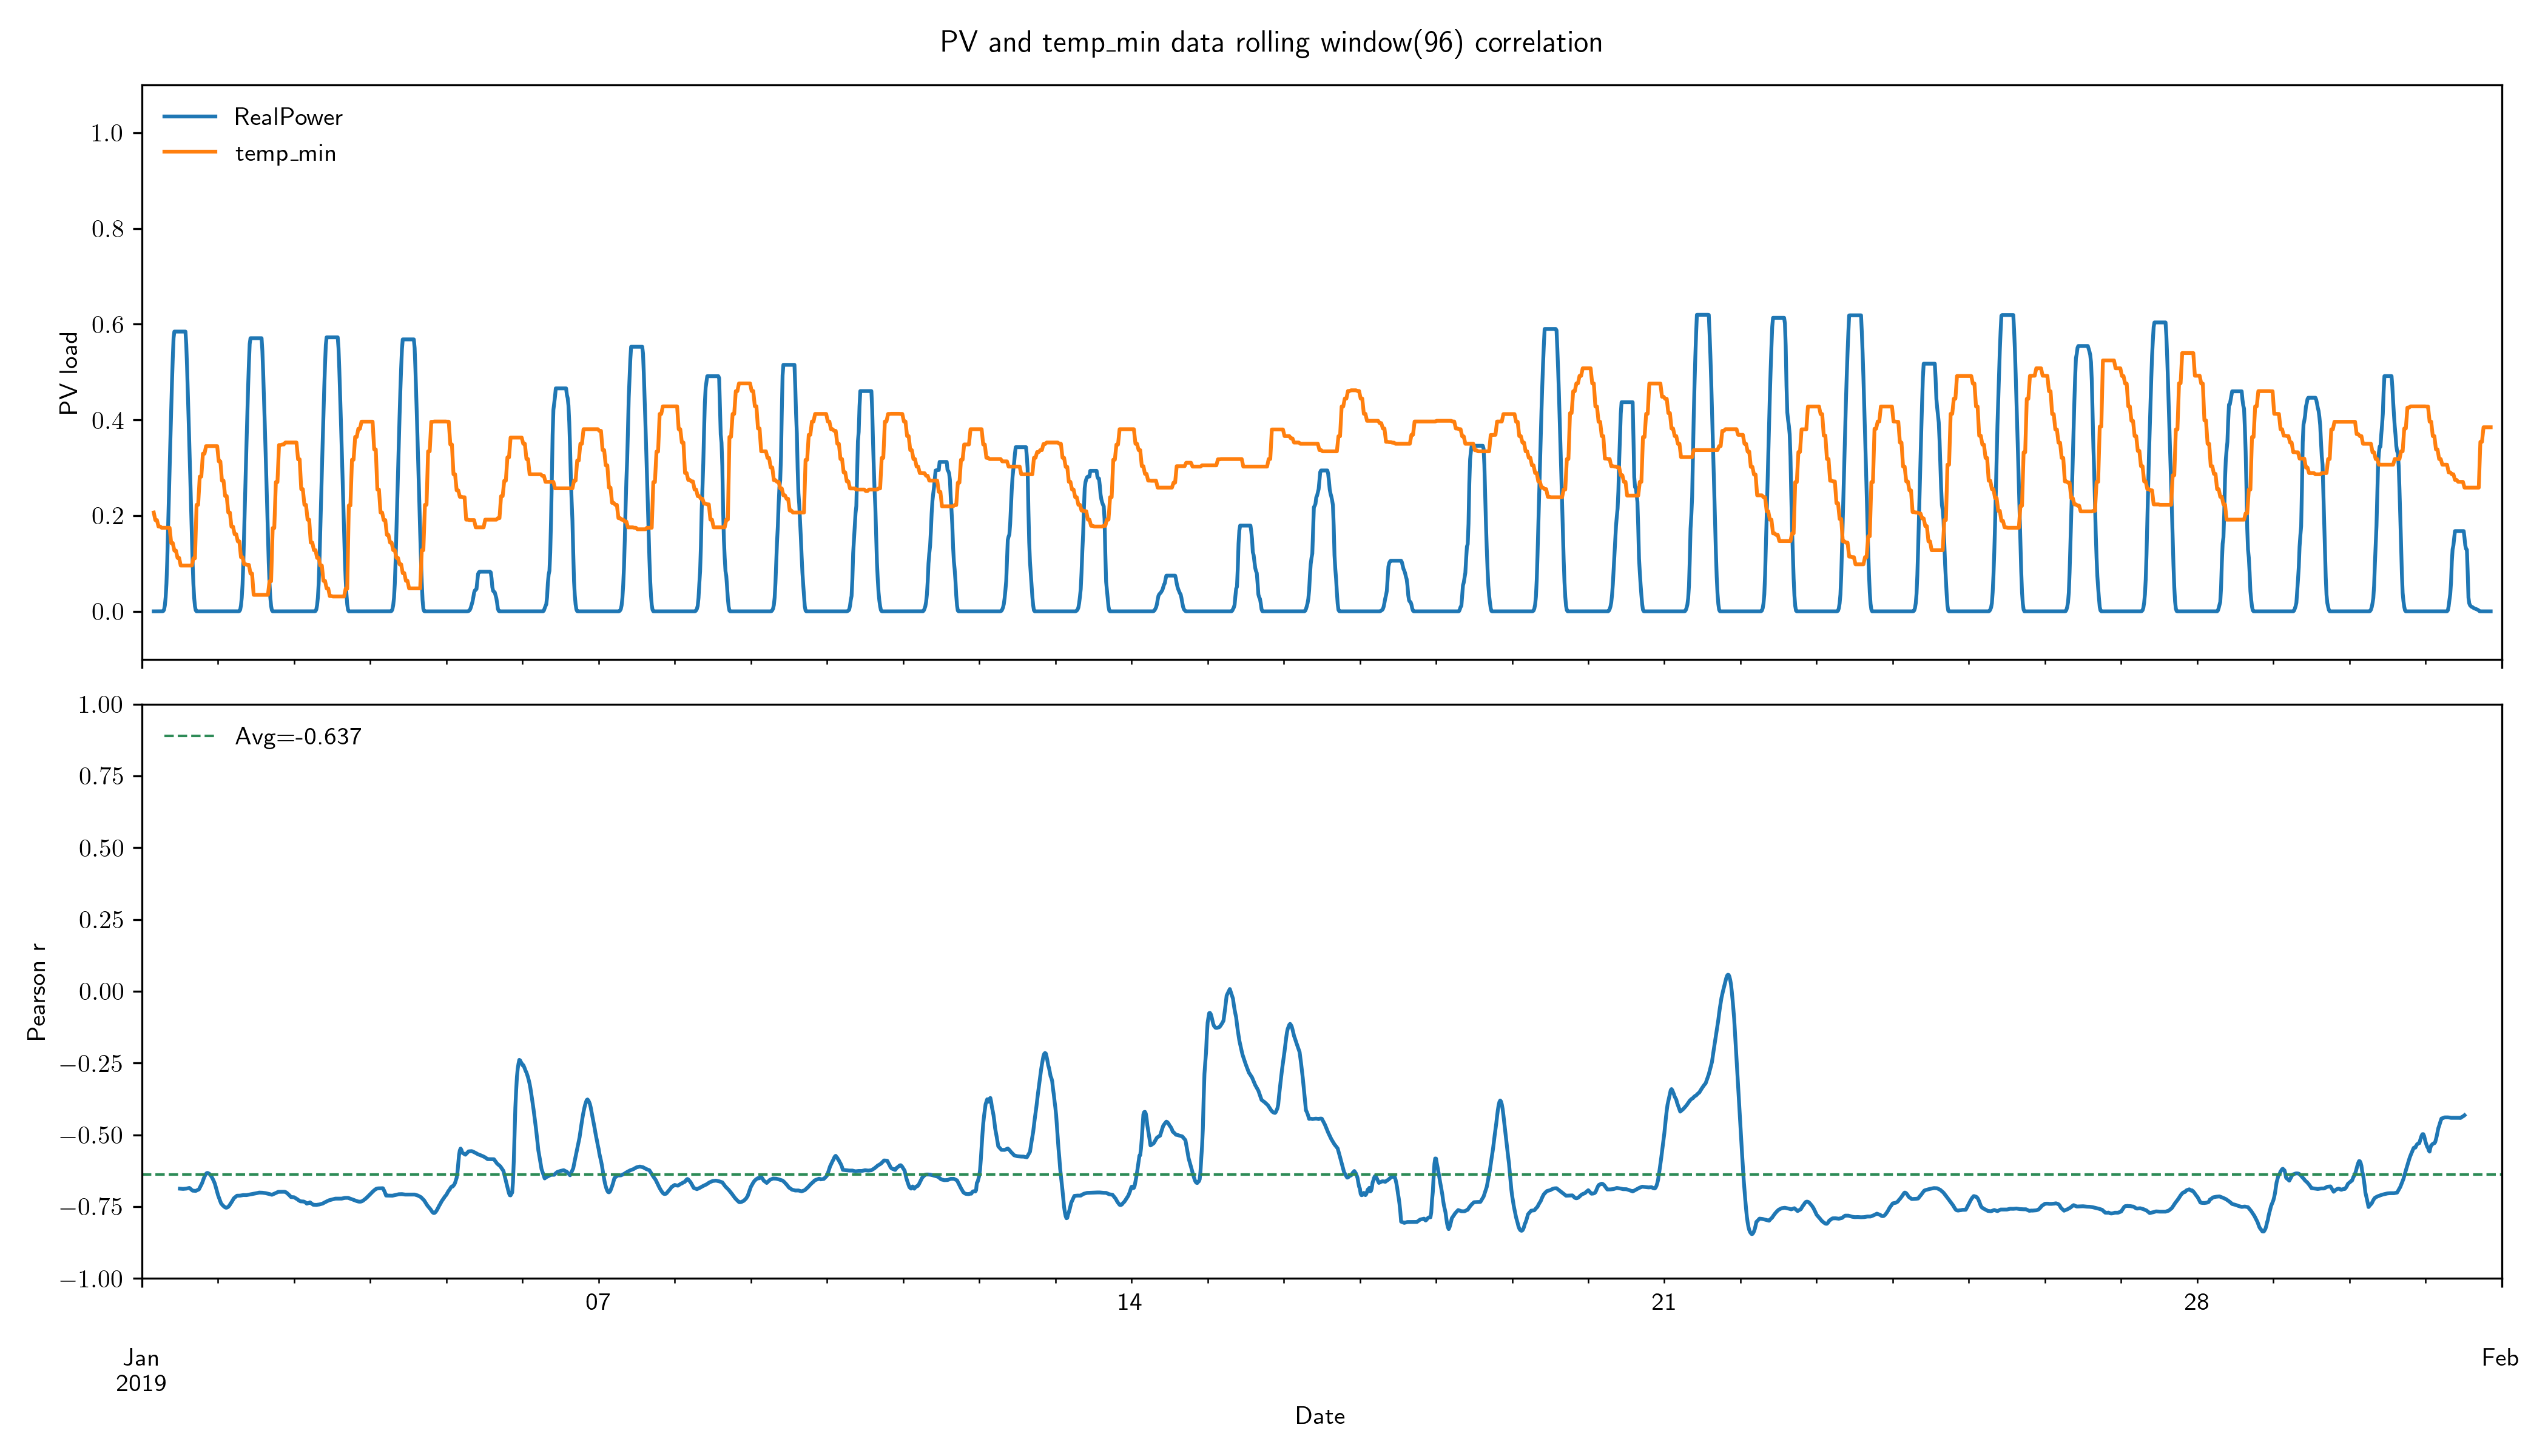 PV and temp_min data rolling window(96) correlation
RealPower
temp_min
1.0
0.8
0.6
0.4
0.2
0.0
PV load
Avg=-0.637
1.00
0.75
0.50
0.25
0.00
−0.25
−0.50
−0.75
−1.00
Pearson r
07
14
21
28
Jan
2019
Feb
Date